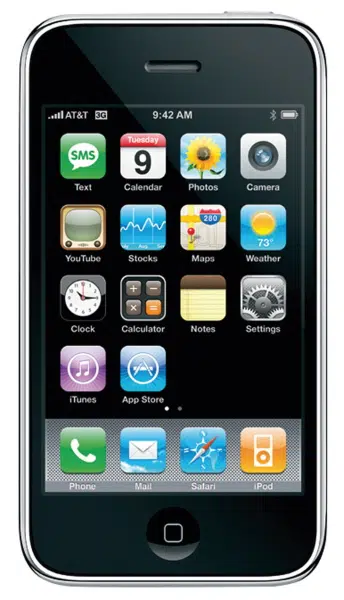 AT&T 3G 9:42 AM
SMS Tuesday 9 280 73°
Text Calendar Photos Camera
YouTube Stocks Maps Weather
Clock Calculator Notes Settings
iTunes App Store
Phone Mail Safari iPod